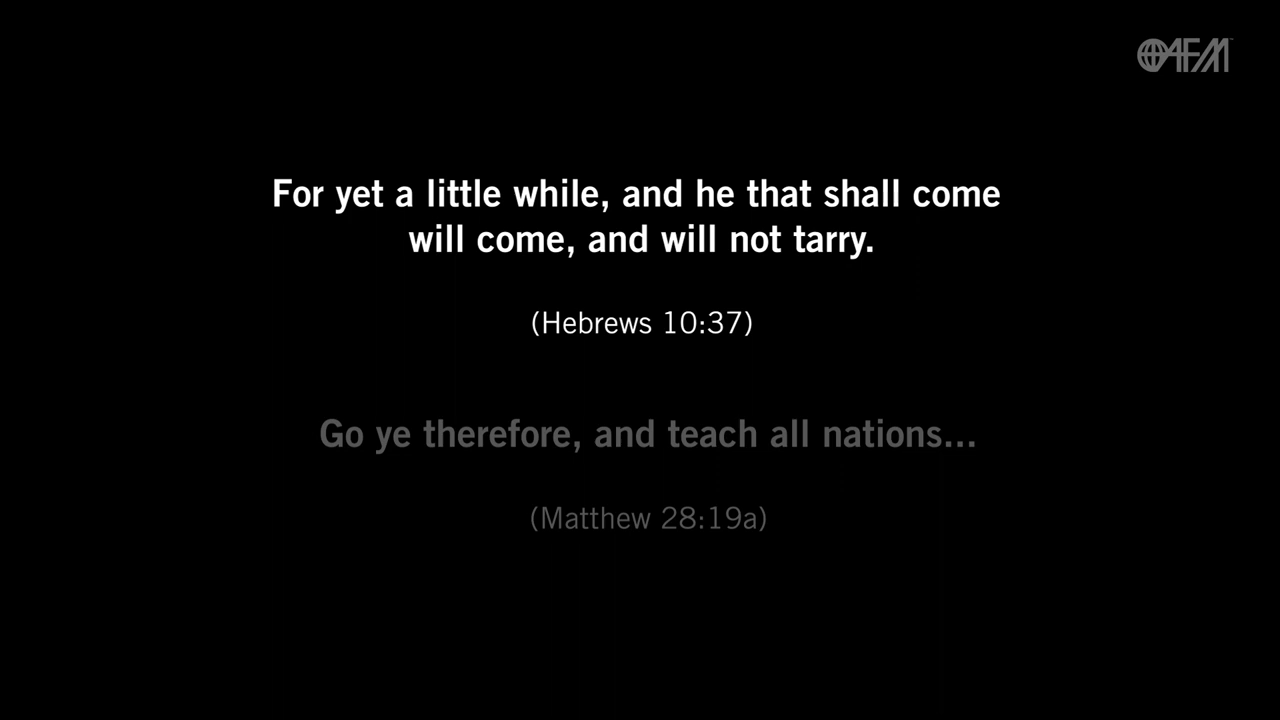 AFM
For yet a little while, and he that shall come
will come, and will not tarry.
(Hebrews 10:37)
Go ye therefore, and teach all nations...
(Matthew 28:19a)